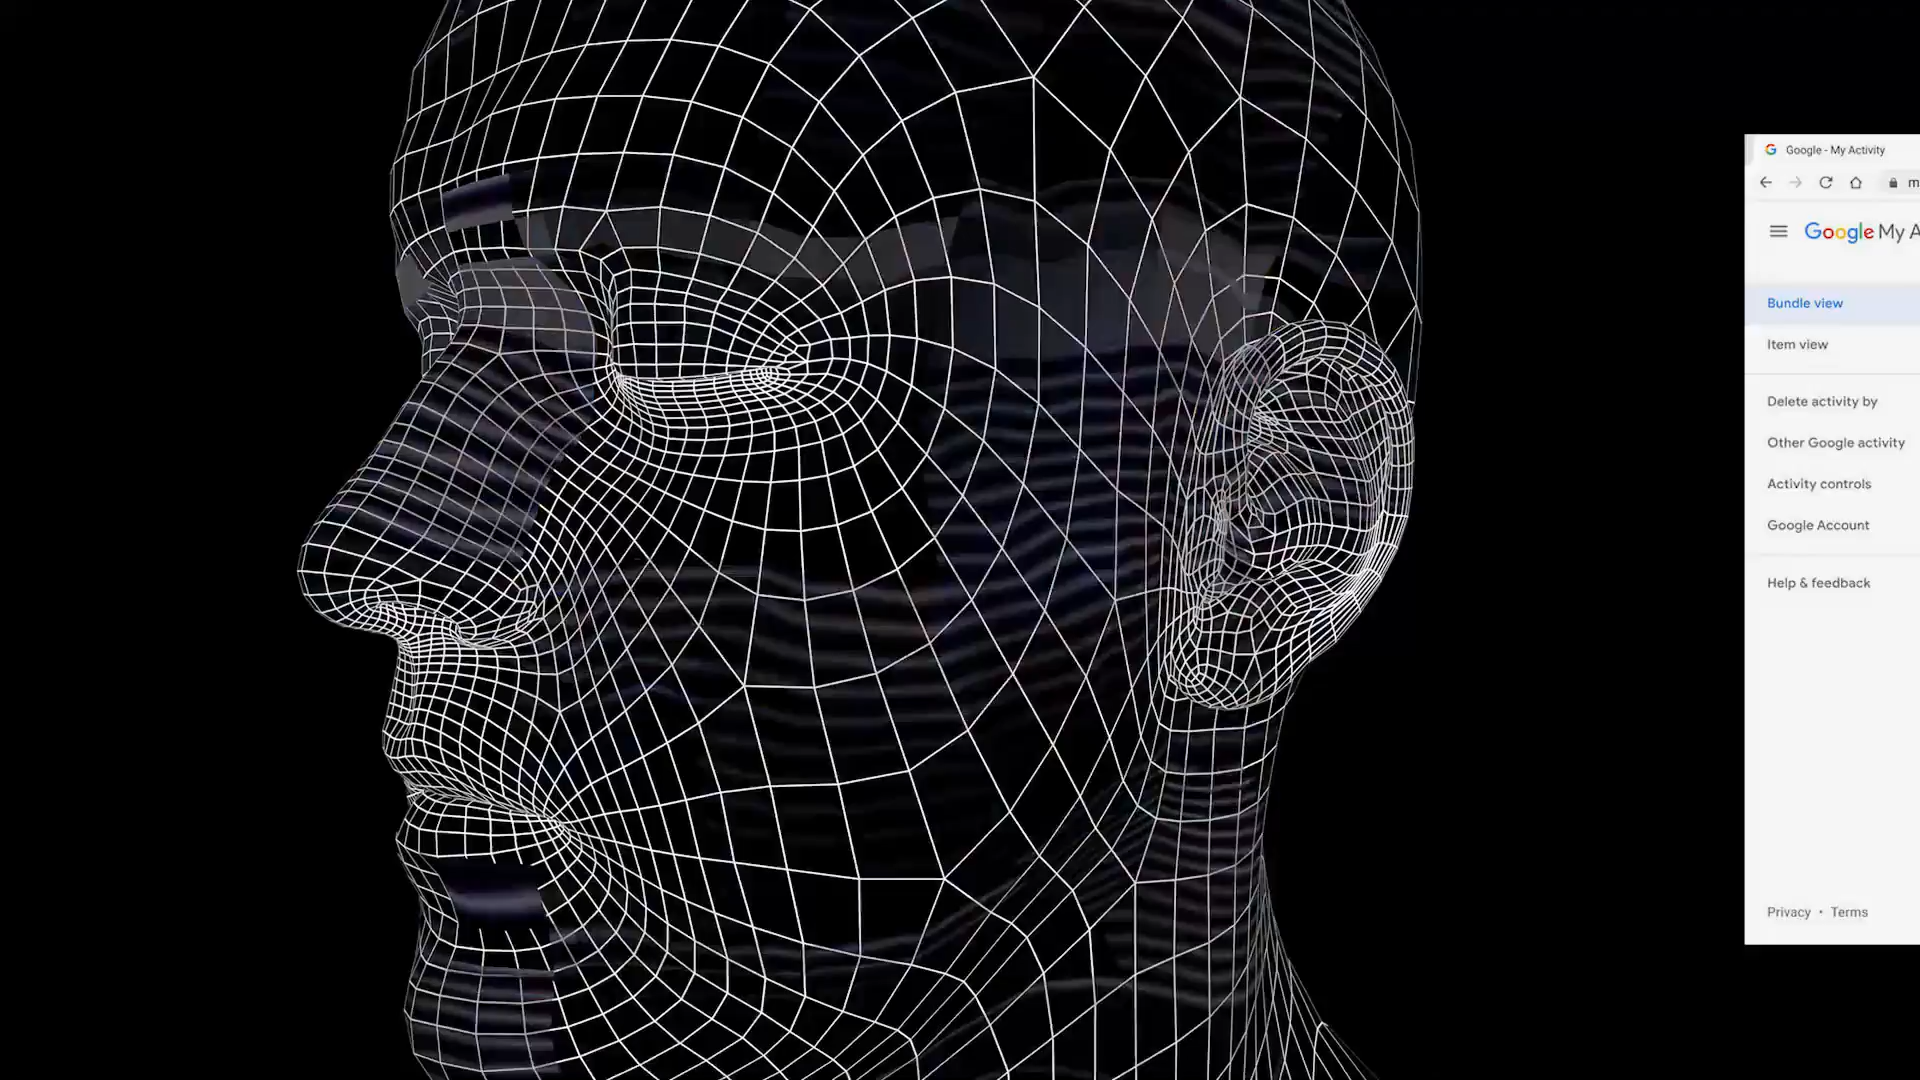 Google - My Activity
Google My
Bundle view
Item view
Delete activity by
Other Google activity
Activity controls
Google Account
Help & feedback
Privacy • Terms